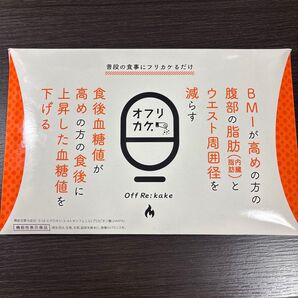 普段の食事にフリカケるだけ
BMIが高めの方の
腹部の脂肪と
(内臓脂肪)
ウエスト周囲径を
減らす
オフリ
カケ
Off Re:kake
食後血糖値が
高めの方の食後に
上昇した血糖値を
下げる
機能性表示食品